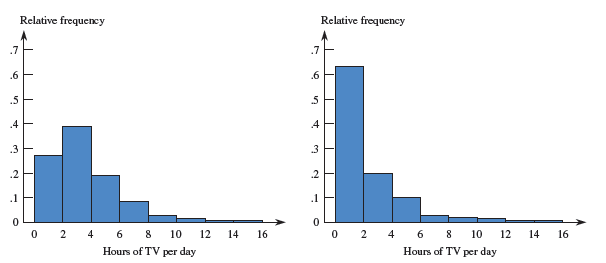 Relative frequency
.7
.6
.5
.4
.3
.2
.1
0
0 2 4 6 8 10 12 14 16
Hours of TV per day
Relative frequency
.7
.6
.5
.4
.3
.2
.1
0
0 2 4 6 8 10 12 14 16
Hours of TV per day